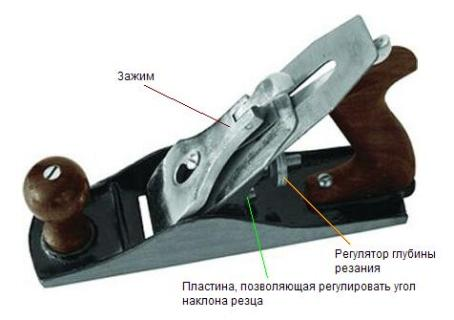 Зажим
Регулятор глубины
резания
Пластина, позволяющая регулировать угол
наклона резца